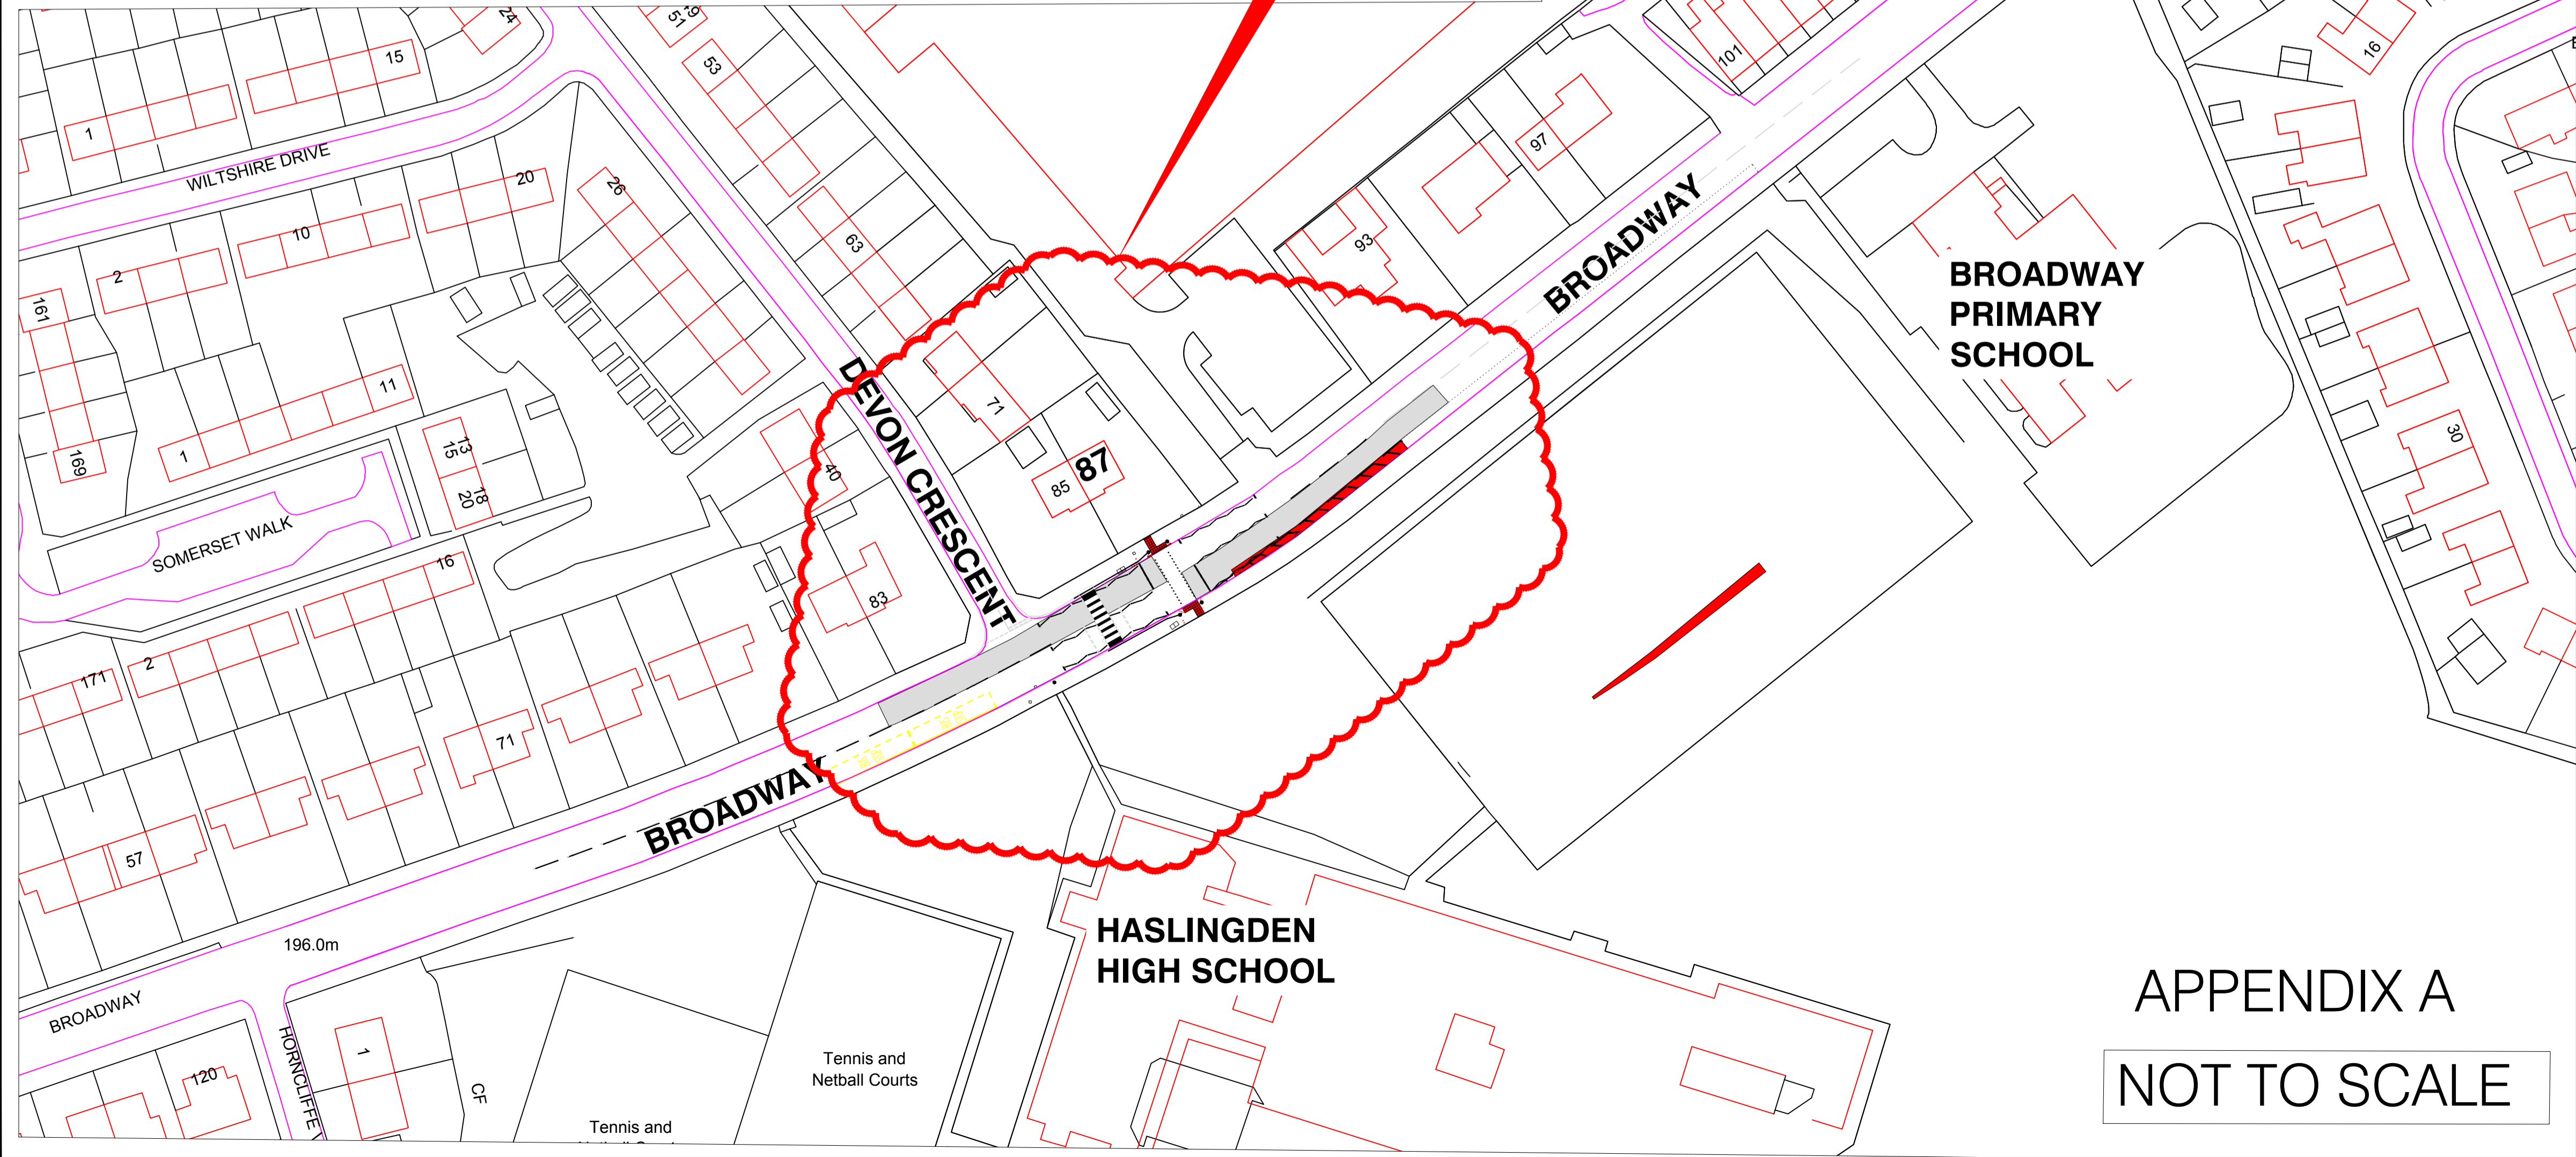 24
51
15
53
101
16
1
WILTSHIRE DRIVE
20
26
97
10
63
93
BROADWAY
2
161
BROADWAY
PRIMARY
SCHOOL
11
DEVON CRESCENT
71
87
85
40
30
1
169
13
15
18
20
SOMERSET WALK
16
83
2
171
71
BROADWAY
57
196.0m
HASLINGDEN
HIGH SCHOOL
BROADWAY
HORNCLIFFE
1
120
CF
Tennis and
Netball Courts
Tennis and
APPENDIX A
NOT TO SCALE